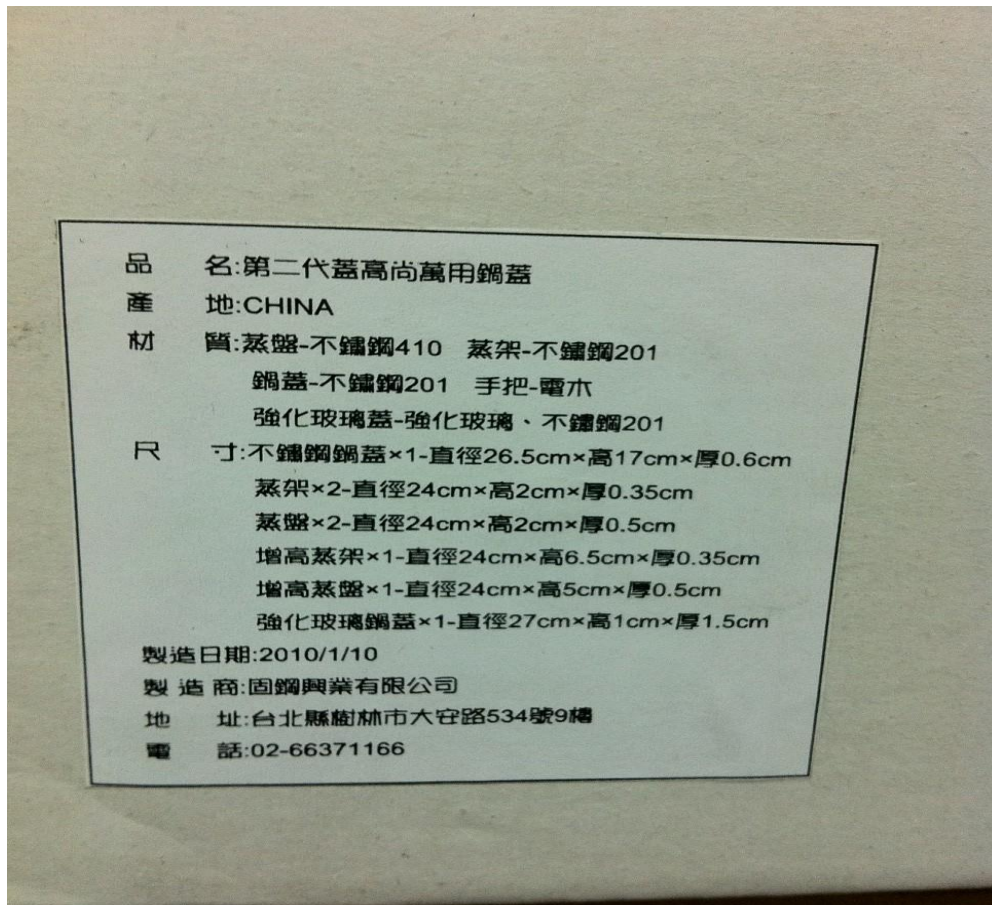 品　　名:第二代蓋高尚萬用鍋蓋
產　　地:CHINA
材　　質:蒸盤-不鏽鋼410　蒸架-不鏽鋼201
鍋蓋-不鏽鋼201　手把-電木
強化玻璃蓋-強化玻璃、不鏽鋼201
尺　　寸:不鏽鋼鍋蓋×1-直徑26.5cm×高17cm×厚0.6cm
蒸架×2-直徑24cm×高2cm×厚0.35cm
蒸盤×2-直徑24cm×高2cm×厚0.5cm
增高蒸架×1-直徑24cm×高6.5cm×厚0.35cm
增高蒸盤×1-直徑24cm×高5cm×厚0.5cm
強化玻璃鍋蓋×1-直徑27cm×高1cm×厚1.5cm
製造日期:2010/1/10
製 造 商:固鋼興業有限公司
地　　址:台北縣樹林市大安路534號9樓
電　　話:02-66371166